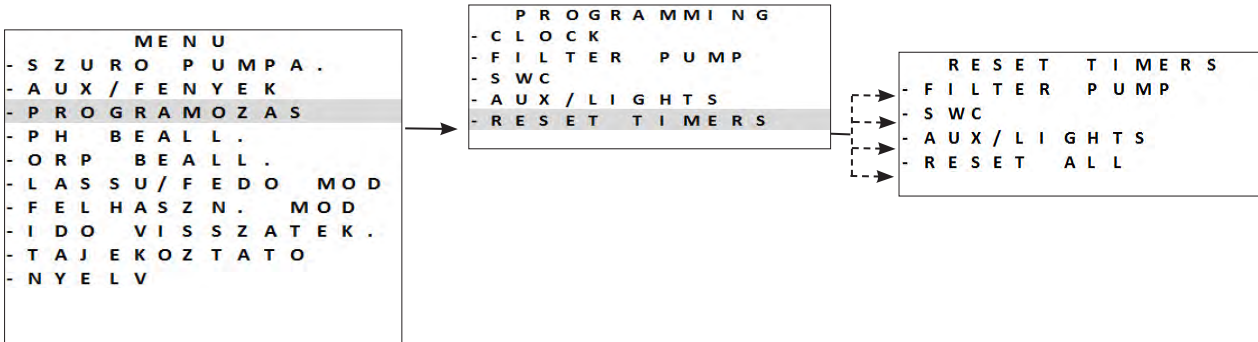 MENU
- SZURO PUMPA.
- AUX/FENYEK
- PROGRAMOZAS
- PH BEALL.
- ORP BEALL.
- LASSU/FEDO MOD
- FELHASZN. MOD
- IDO VISSZATEK.
- TAJEKOZTATO
- NYELV
PROGRAMMING
- CLOCK
- FILTER PUMP
- SWC
- AUX/LIGHTS
- RESET TIMERS
RESET TIMERS
- FILTER PUMP
- SWC
- AUX/LIGHTS
- RESET ALL